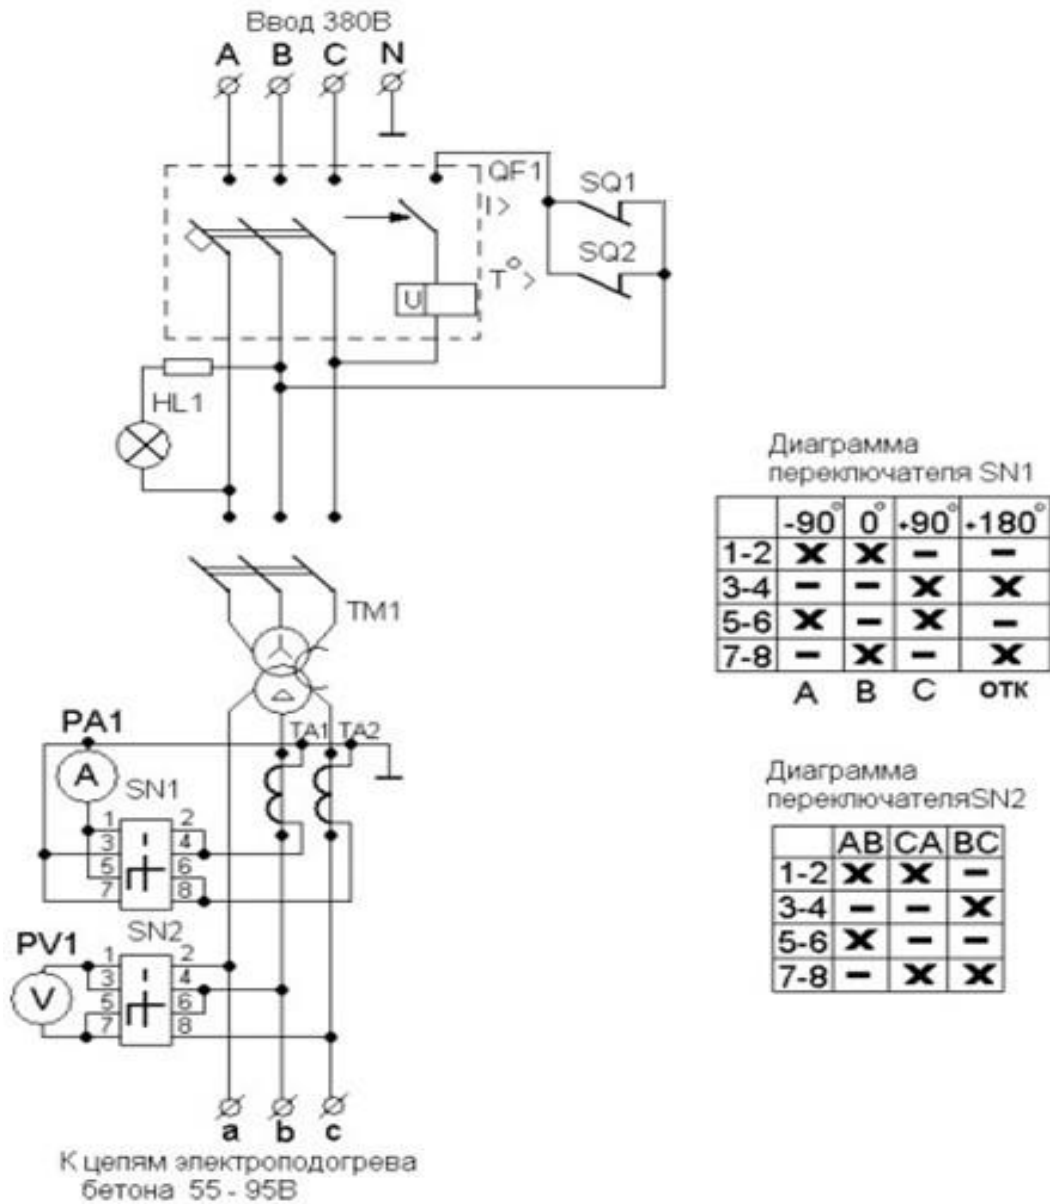 Ввод 380В
A B C N
QF1
I>
SQ1
SQ2
T°>
U
HL1
TM1
PA1
A
TA1 TA2
SN1
1 2
3 4
5 6
7 8
PV1
V
SN2
1 2
3 4
5 6
7 8
a b c
К цепям электроподогрева
бетона 55 - 95В
Диаграмма
переключателя SN1
-90° 0° +90° +180°
1-2 X X - -
3-4 - - X X
5-6 X - X -
7-8 - X - X
A B C ОТК
Диаграмма
переключателяSN2
AB CA BC
1-2 X X -
3-4 - - X
5-6 X - -
7-8 - X X